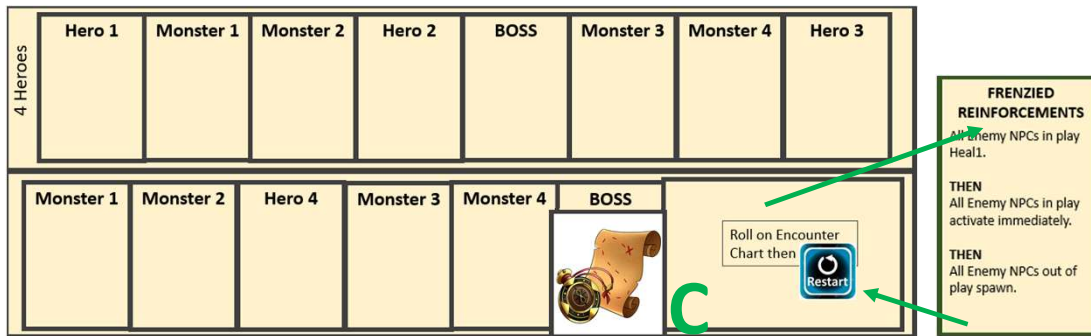 4 Heroes
Hero 1
Monster 1
Monster 2
Hero 2
BOSS
Monster 3
Monster 4
Hero 3
Monster 1
Monster 2
Hero 4
Monster 3
Monster 4
BOSS
Roll on Encounter
Chart then
Restart
C
FRENZIED
REINFORCEMENTS
All Enemy NPCs in play
Heal1.
THEN
All Enemy NPCs in play
activate immediately.
THEN
All Enemy NPCs out of
play spawn.